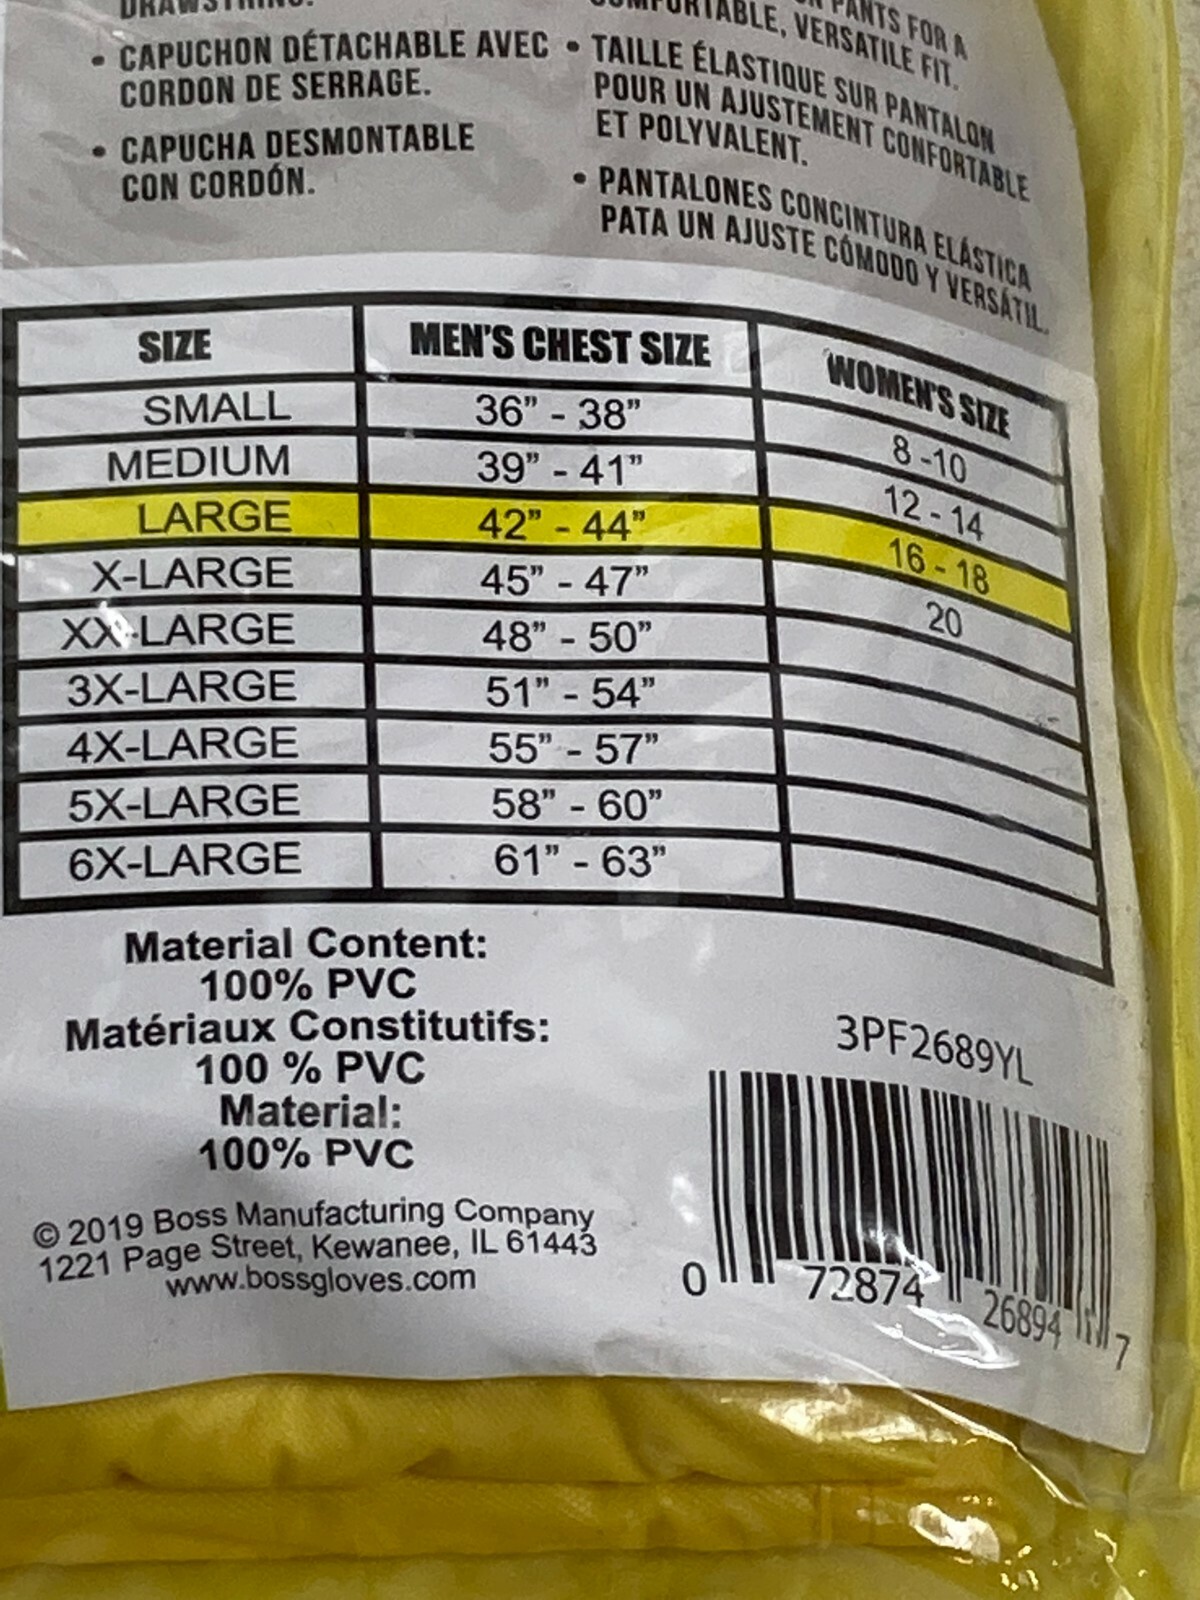 DRAWSTRING.
• CAPUCHON DÉTACHABLE AVEC
CORDON DE SERRAGE.
• CAPUCHA DESMONTABLE
CON CORDÓN.
PANTS FOR A
COMFORTABLE, VERSATILE FIT.
• TAILLE ÉLASTIQUE SUR PANTALON
POUR UN AJUSTEMENT CONFORTABLE
ET POLYVALENT.
• PANTALONES CONCINTURA ELÁSTICA
PATA UN AJUSTE CÓMODO Y VERSÁTIL.
SIZE MEN'S CHEST SIZE WOMEN'S SIZE
SMALL 36” - 38” 8 -10
MEDIUM 39” - 41” 12 - 14
LARGE 42” - 44” 16 - 18
X-LARGE 45” - 47” 20
XX-LARGE 48” - 50”
3X-LARGE 51” - 54”
4X-LARGE 55” - 57”
5X-LARGE 58” - 60”
6X-LARGE 61” - 63”
Material Content:
100% PVC
Matériaux Constitutifs:
100 % PVC
Material:
100% PVC
© 2019 Boss Manufacturing Company
1221 Page Street, Kewanee, IL 61443
www.bossgloves.com
3PF2689YL
0 72874 26894 7